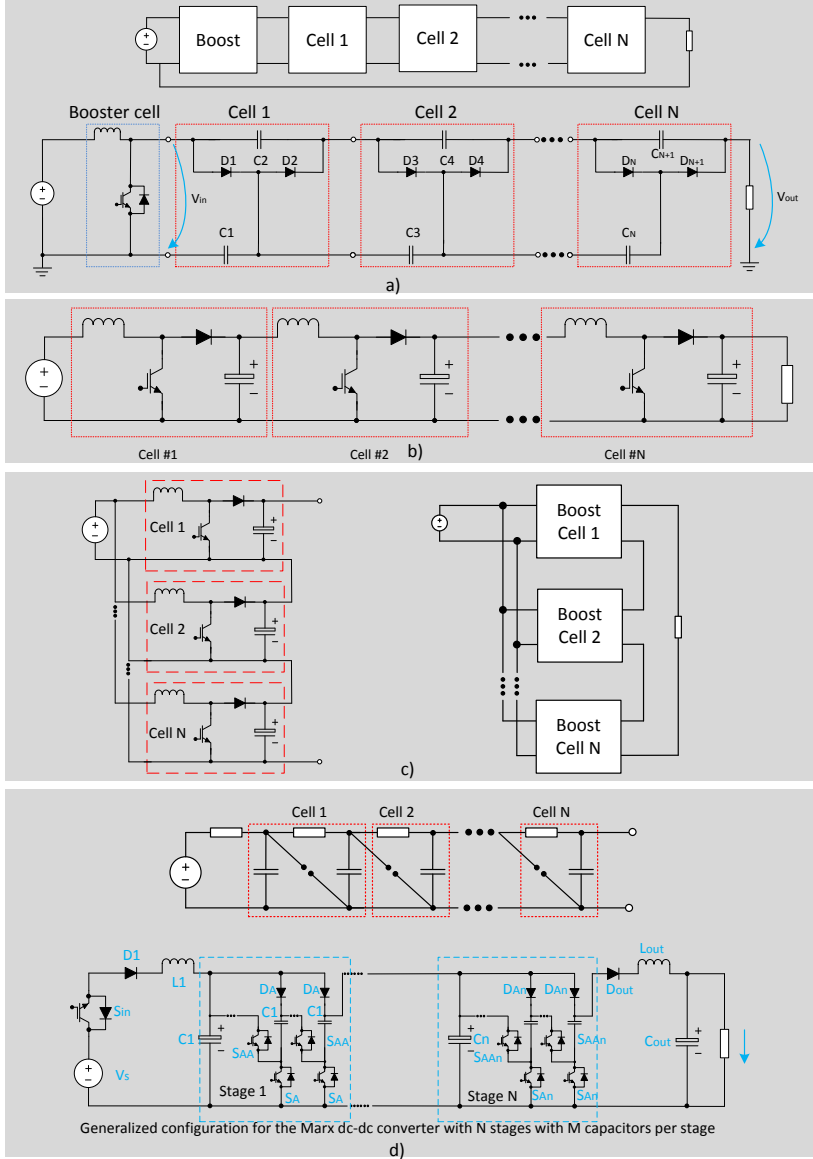 Boost Cell 1 Cell 2 Cell N
+
−
Booster cell Cell 1 Cell 2 Cell N
D1 C2 D2 D3 C4 D4 DN CN+1 DN+1
+
−
Vin Vout
C1 C3 CN
a)
+
−
+
−
+
−
+
−
Cell #1 Cell #2 b) Cell #N
+
−
Cell 1
+
−
Cell 2
+
−
Cell N
+
−
+
−
Boost
Cell 1
Boost
Cell 2
Boost
Cell N
c)
Cell 1 Cell 2 Cell N
+
−
D1 L1 Lout
DA DA DAn DAn Dout
Sin C1 C1 C1 Cn Cout
+
−
+
−
+
−
SAA SAA SAAn SAAn
Vs
+
−
Stage 1 Stage N
SA SA SAn SAn
Generalized configuration for the Marx dc-dc converter with N stages with M capacitors per stage
d)